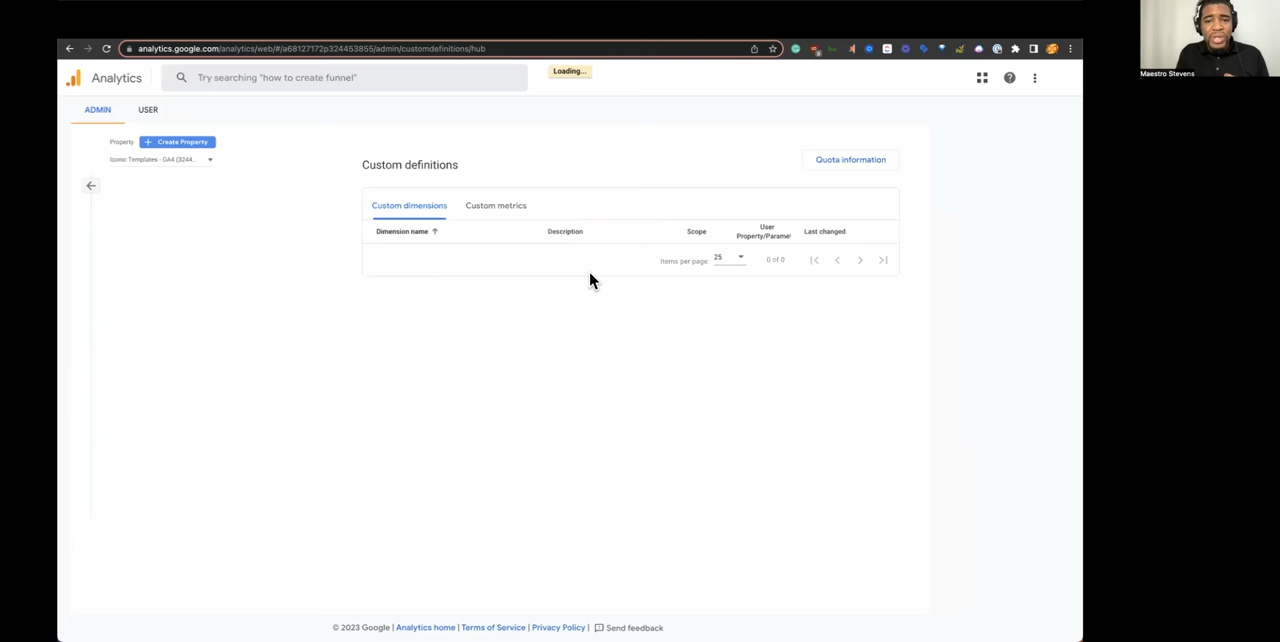 analytics.google.com/analytics/web/#/a68127172p324453855/admin/customdefinitions/hub
Maestro Stevens
Analytics
Try searching "how to create funnel"
Loading...
ADMIN
USER
Property
+ Create Property
Iconic Templates - GA4 (3244...
Custom definitions
Quota information
Custom dimensions
Custom metrics
Dimension name
Description
Scope
User
Property/Paramet
Last changed
Items per page:
25
0 of 0
© 2023 Google | Analytics home | Terms of Service | Privacy Policy | Send feedback